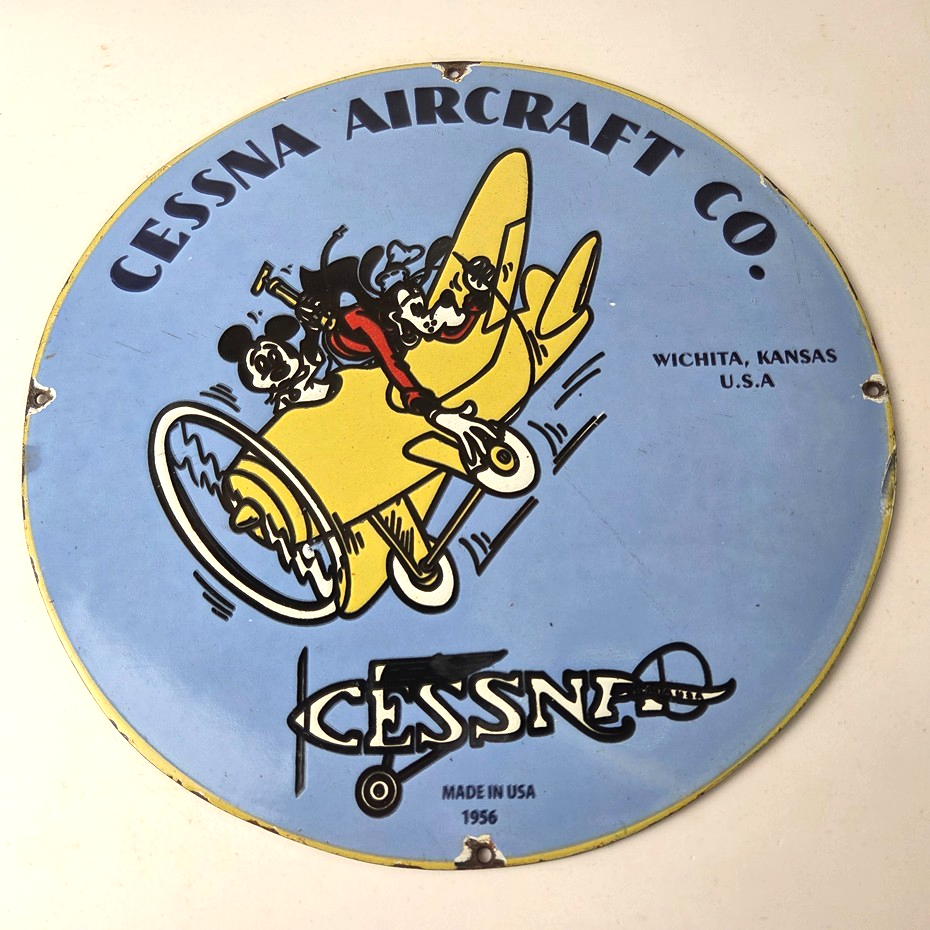 CESSNA AIRCRAFT CO.
WICHITA, KANSAS
U.S.A
CESSNA
MADE IN USA
1956